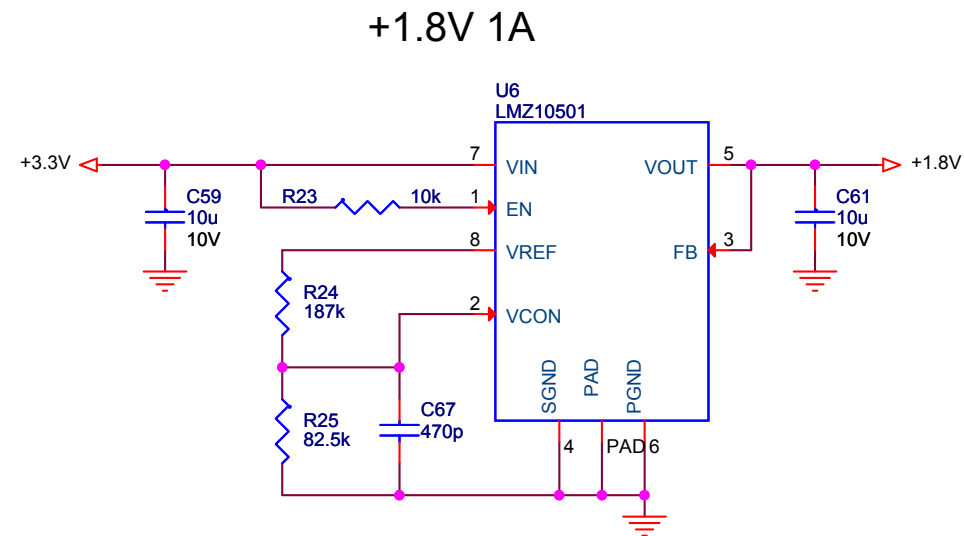 +1.8V 1A
U6
LMZ10501
+3.3V
7
VIN
VOUT
5
+1.8V
C59
10u
10V
R23
10k
1
EN
C61
10u
10V
8
VREF
FB
3
R24
187k
2
VCON
SGND
PAD
PGND
R25
82.5k
C67
470p
4
PAD
6